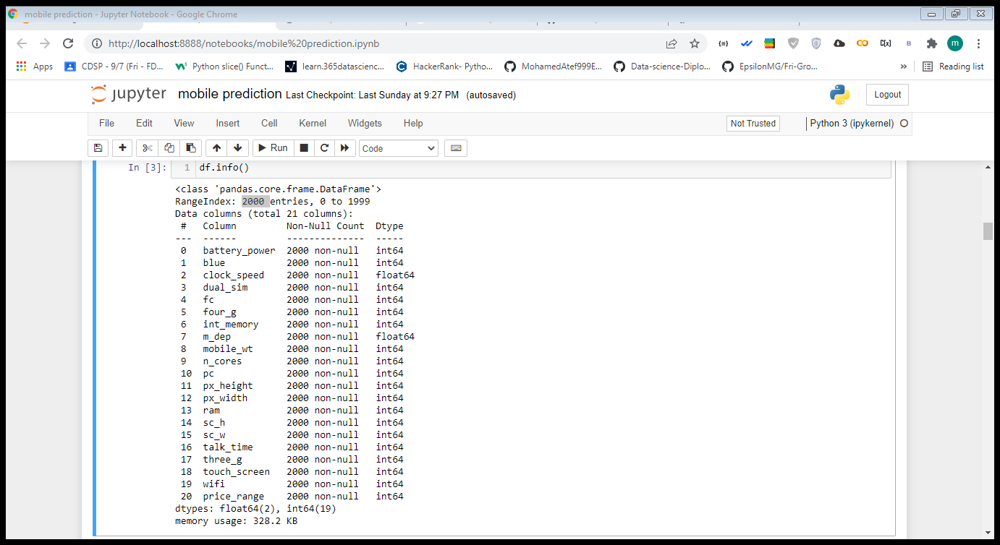 mobile prediction - Jupyter Notebook - Google Chrome
http://localhost:8888/notebooks/mobile%20prediction.ipynb
Apps CDSP - 9/7 (Fri - FD... Python slice() Funct... learn.365datascienc... HackerRank- Pytho... MohamedAtef999E... Data-science-Diplo... EpsilonMG/Fri-Gro... » Reading list
jupyter mobile prediction Last Checkpoint: Last Sunday at 9:27 PM (autosaved) Logout
File Edit View Insert Cell Kernel Widgets Help Not Trusted Python 3 (ipykernel)
Run Code
In [3]: 1 df.info()
<class 'pandas.core.frame.DataFrame'>
RangeIndex: 2000 entries, 0 to 1999
Data columns (total 21 columns):
# Column Non-Null Count Dtype
--- ------ -------------- -----
0 battery_power 2000 non-null int64
1 blue 2000 non-null int64
2 clock_speed 2000 non-null float64
3 dual_sim 2000 non-null int64
4 fc 2000 non-null int64
5 four_g 2000 non-null int64
6 int_memory 2000 non-null int64
7 m_dep 2000 non-null float64
8 mobile_wt 2000 non-null int64
9 n_cores 2000 non-null int64
10 pc 2000 non-null int64
11 px_height 2000 non-null int64
12 px_width 2000 non-null int64
13 ram 2000 non-null int64
14 sc_h 2000 non-null int64
15 sc_w 2000 non-null int64
16 talk_time 2000 non-null int64
17 three_g 2000 non-null int64
18 touch_screen 2000 non-null int64
19 wifi 2000 non-null int64
20 price_range 2000 non-null int64
dtypes: float64(2), int64(19)
memory usage: 328.2 KB